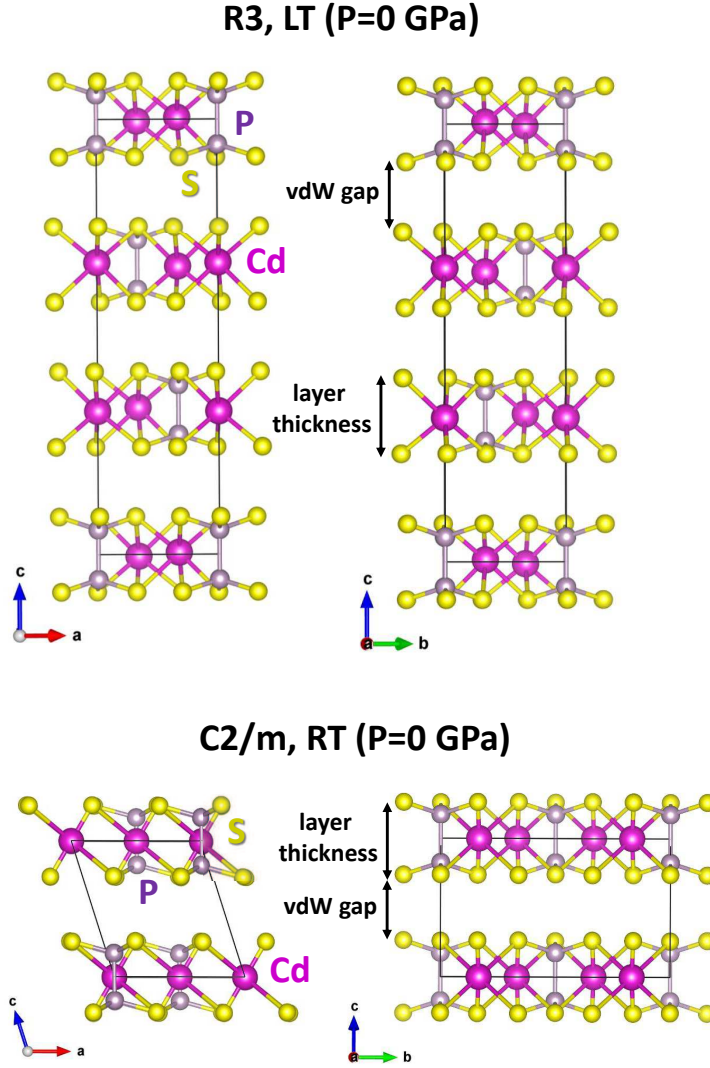 R3, LT (P=0 GPa)
P
S
vdW gap
Cd
layer
thickness
c
a
c
a
b
C2/m, RT (P=0 GPa)
S
P
layer
thickness
vdW gap
Cd
c
a
c
a
b